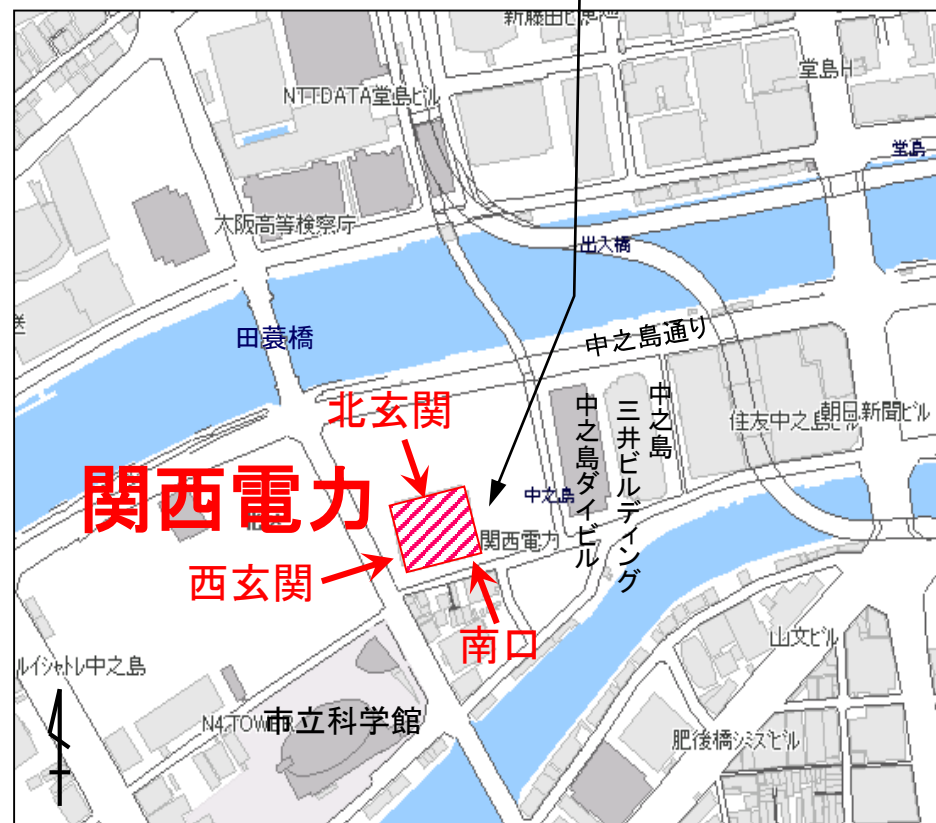 新藤田ビル
堂島H
NTTDATA堂島ビル
堂島
大阪高等検察庁
出入橋
田蓑橋
中之島通り
北玄関
中之島
三井ビルディング
中之島ダイビル
住友中之島ビル
朝日新聞ビル
関西電力
中之島
関西電力
西玄関
南口
山文ビル
ルイシャトレ中之島
N4.TOWER
市立科学館
肥後橋シミズビル